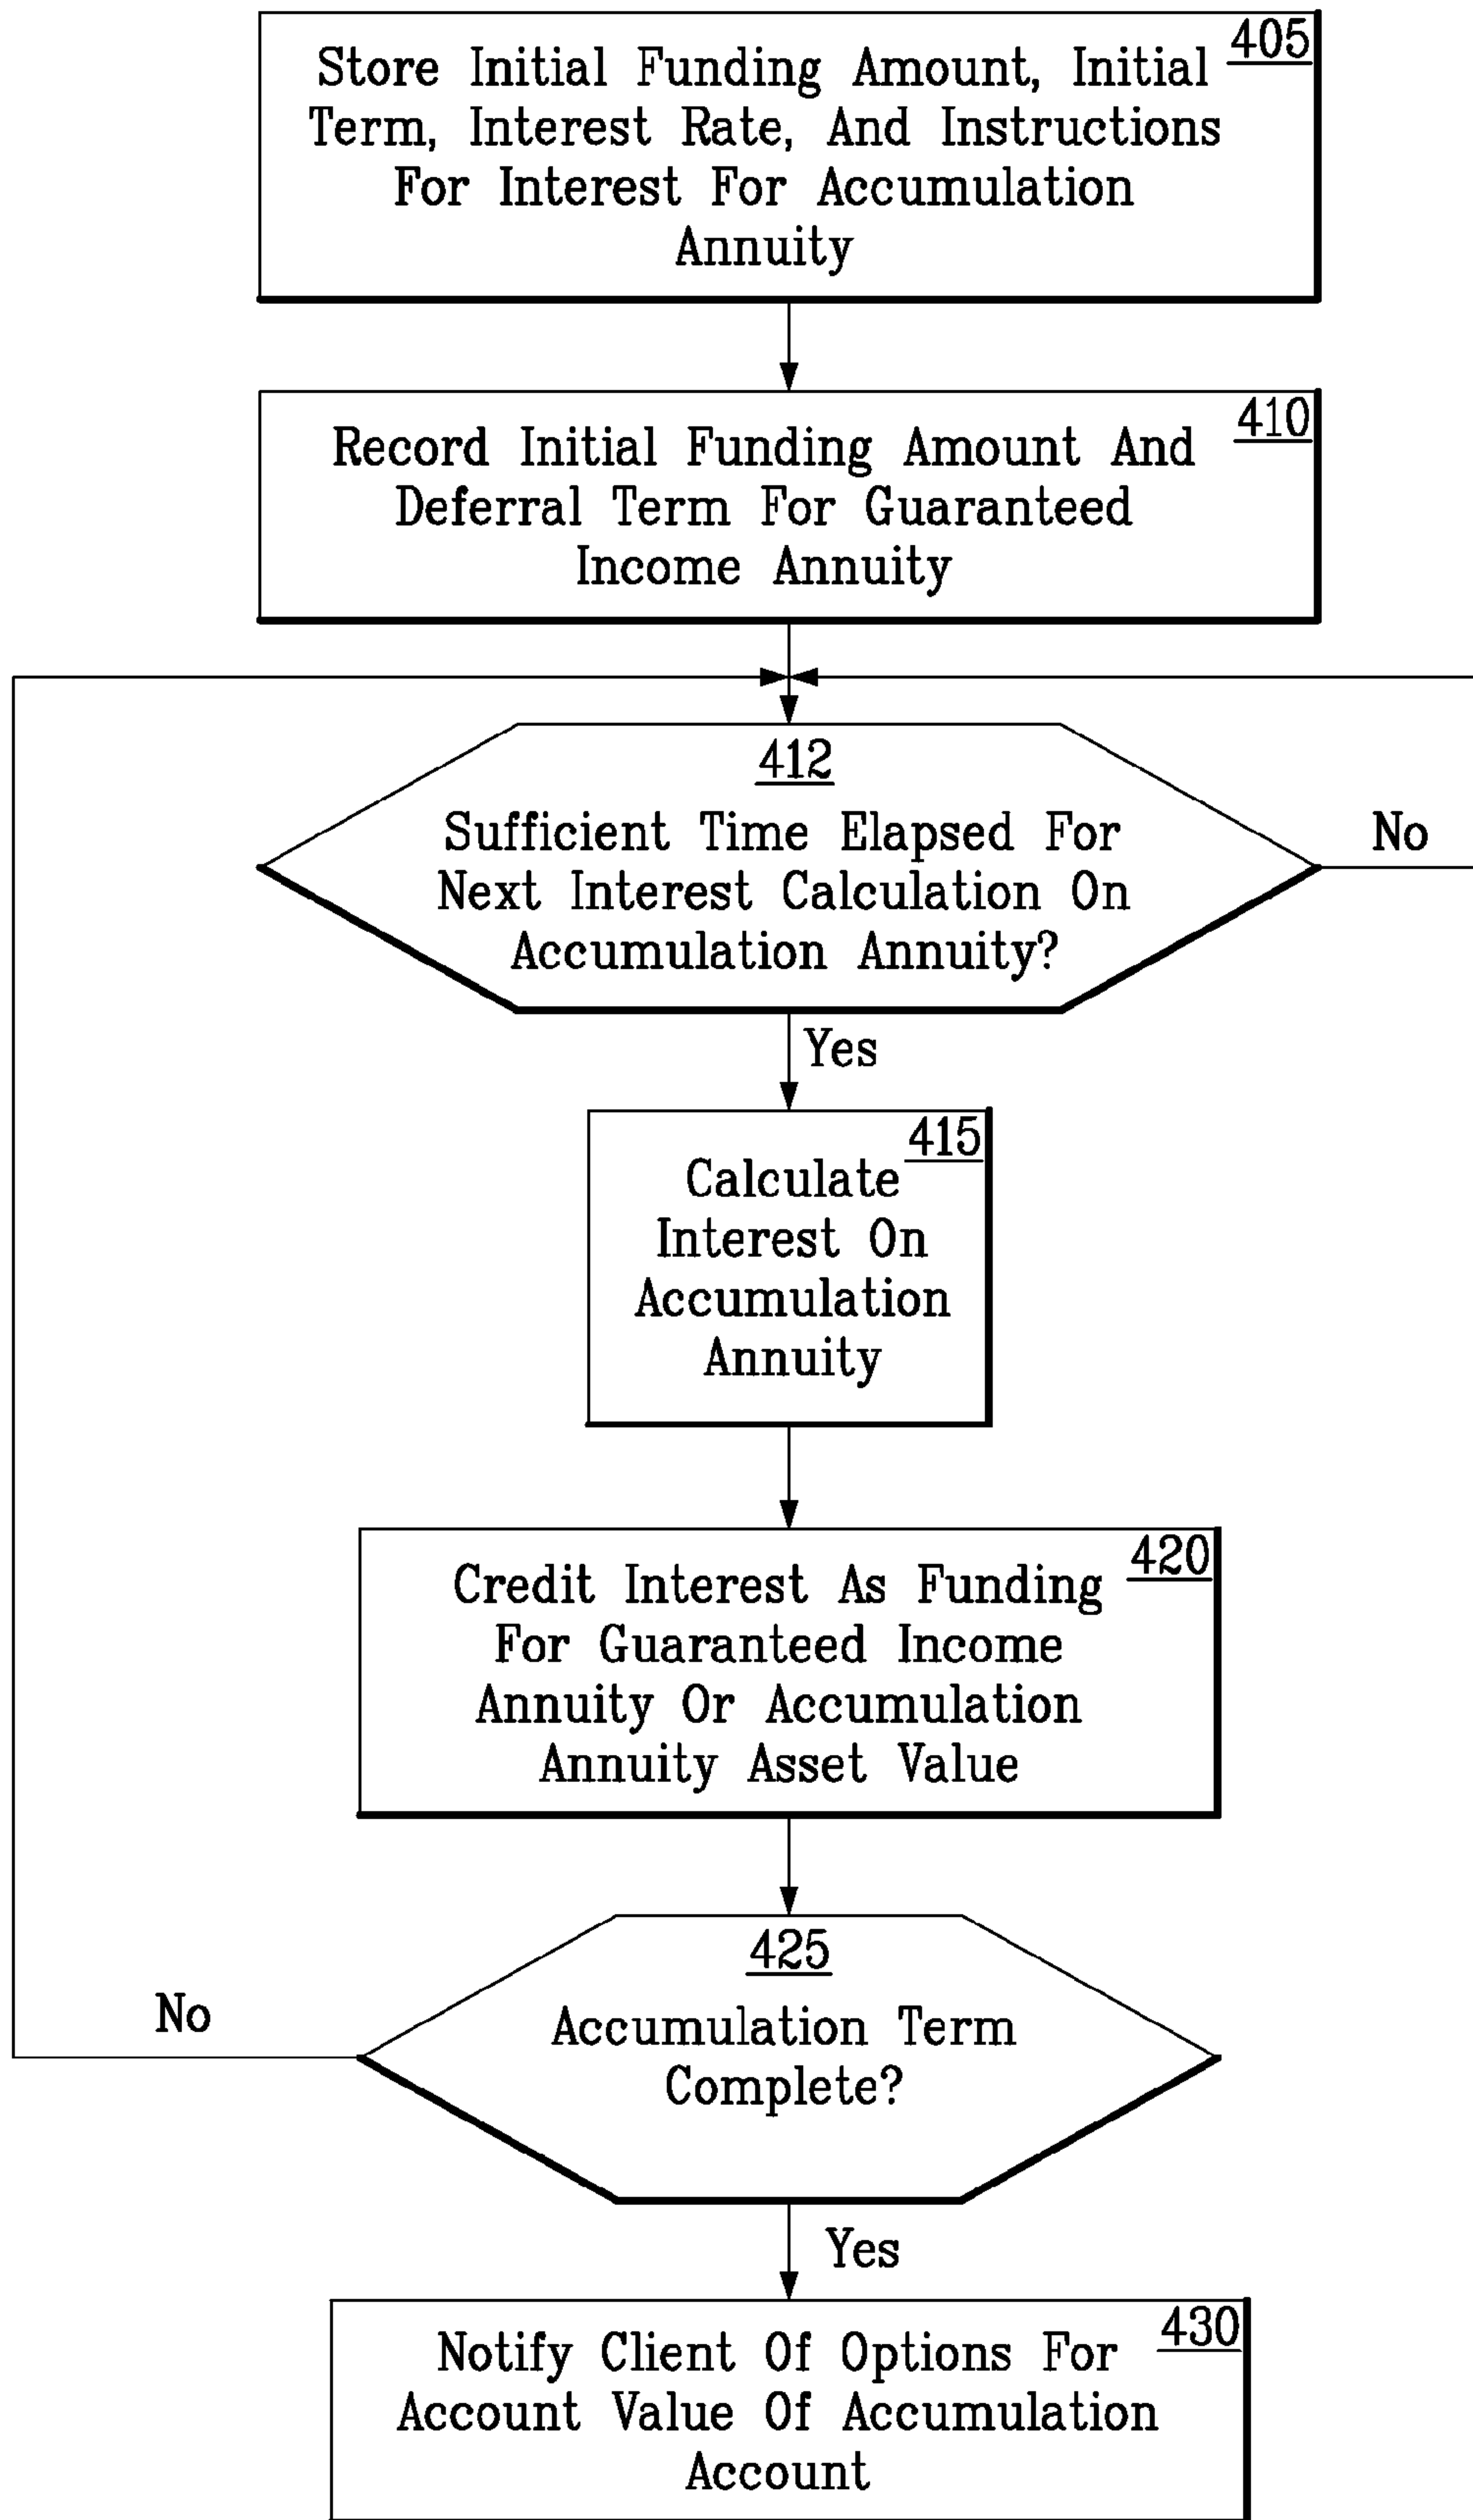 405
Store Initial Funding Amount, Initial
Term, Interest Rate, And Instructions
For Interest For Accumulation
Annuity
410
Record Initial Funding Amount And
Deferral Term For Guaranteed
Income Annuity
412
Sufficient Time Elapsed For
Next Interest Calculation On
Accumulation Annuity?
No
Yes
415
Calculate
Interest On
Accumulation
Annuity
420
Credit Interest As Funding
For Guaranteed Income
Annuity Or Accumulation
Annuity Asset Value
425
Accumulation Term
Complete?
No
Yes
430
Notify Client Of Options For
Account Value Of Accumulation
Account